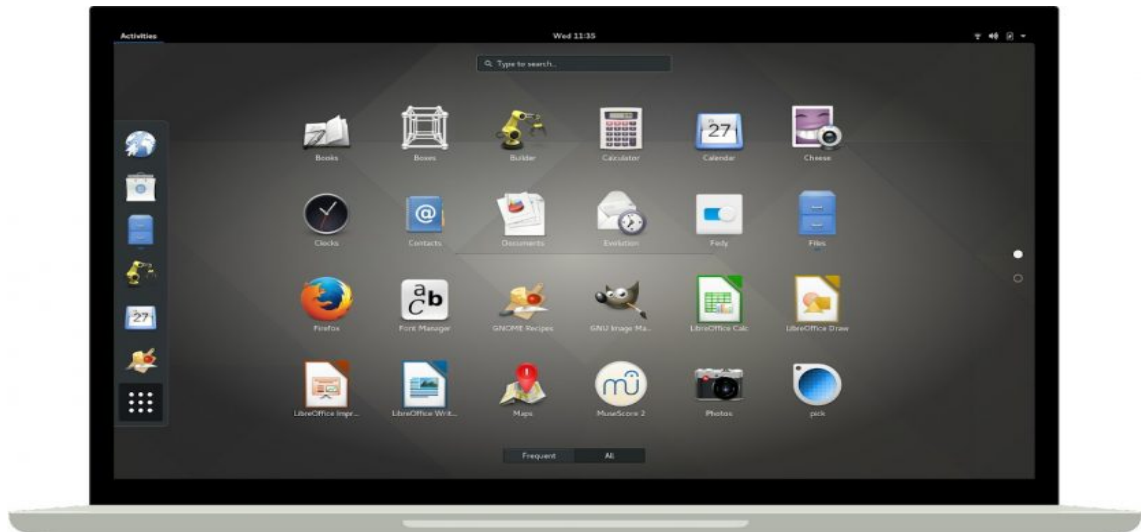 Activities
Wed 11:35
Type to search...
Books
Boxes
Builder
Calculator
Calendar
Cheese
Clocks
Contacts
Documents
Evolution
Fedy
Files
Firefox
Font Manager
GNOME Recipes
GNU Image Ma...
LibreOffice Calc
LibreOffice Draw
LibreOffice Impr...
LibreOffice Writ...
Maps
MuseScore 2
Photos
pick
Frequent
All
27
27
@
a
C b
mû